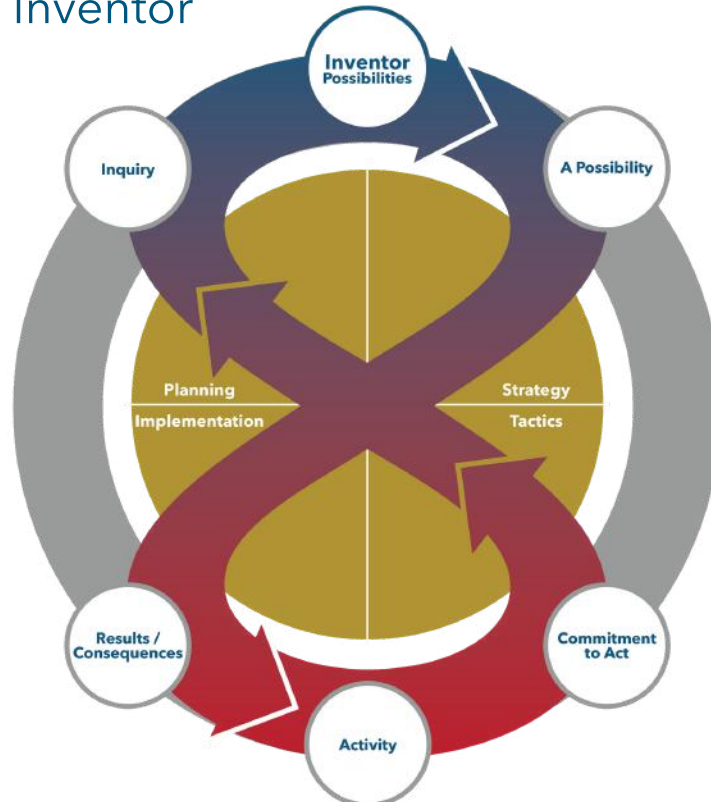 Inventor
Inventor
Possibilities
Inquiry
A Possibility
Planning
Strategy
Implementation
Tactics
Results /
Consequences
Commitment
to Act
Activity